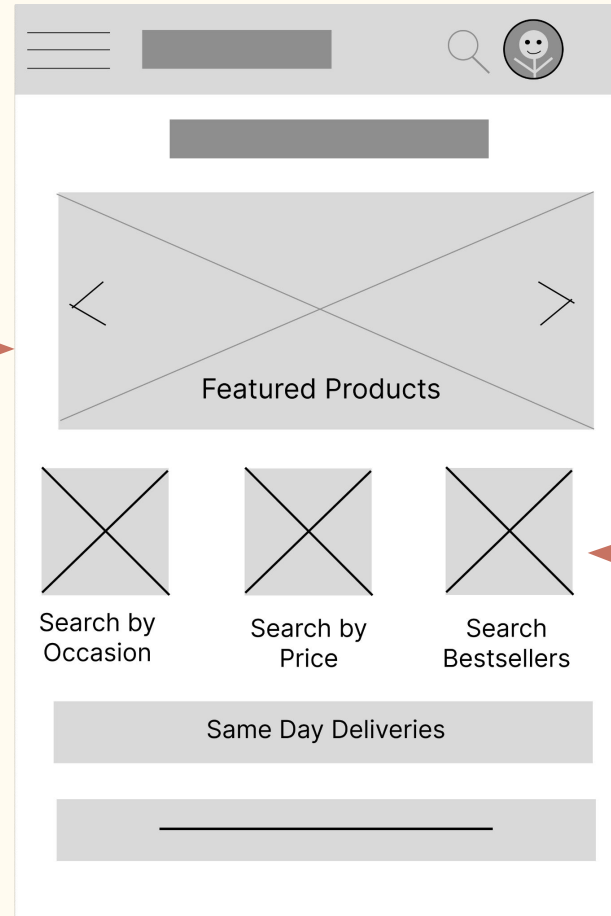 Featured Products
Search by
Occasion
Search by
Price
Search
Bestsellers
Same Day Deliveries